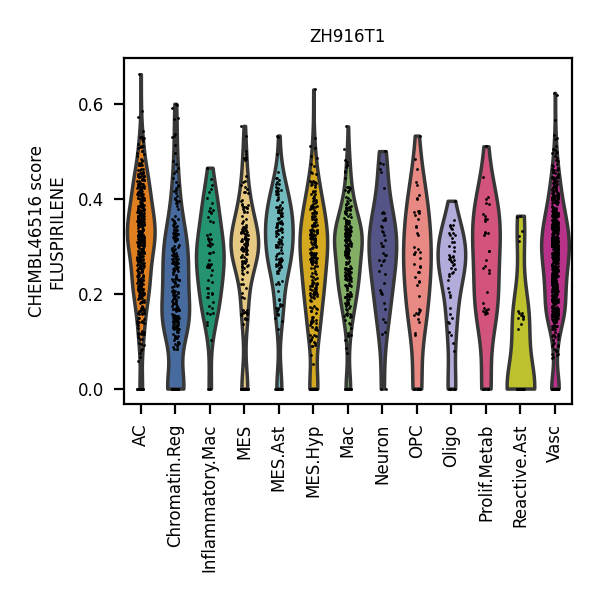 ZH916T1
CHEMBL46516 score
FLUSPIRILENE
0.6
0.4
0.2
0.0
AC
Chromatin.Reg
Inflammatory.Mac
MES
MES.Ast
MES.Hyp
Mac
Neuron
OPC
Oligo
Prolif.Metab
Reactive.Ast
Vasc